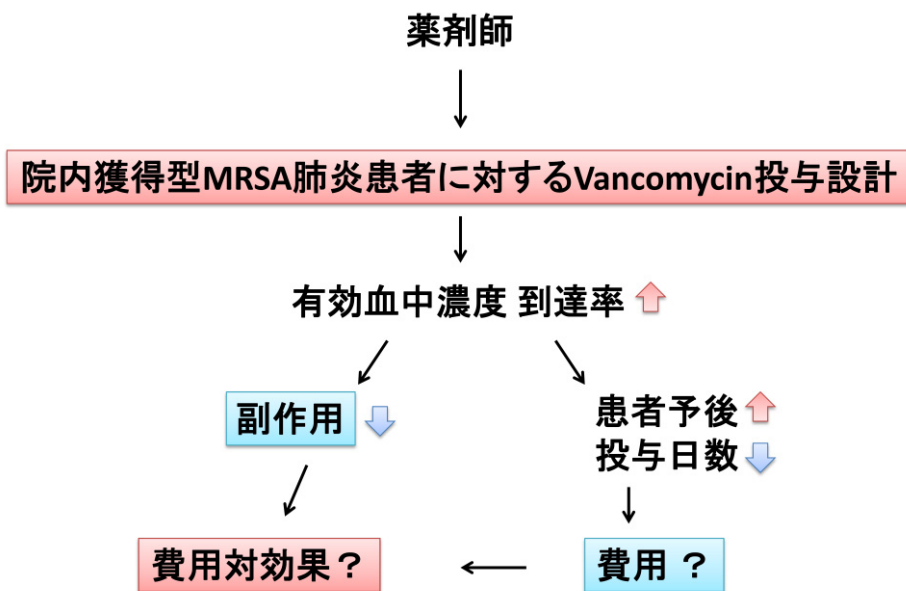 薬剤師
院内獲得型MRSA肺炎患者に対するVancomycin投与設計
有効血中濃度 到達率
副作用
患者予後
投与日数
費用対効果？
費用 ？